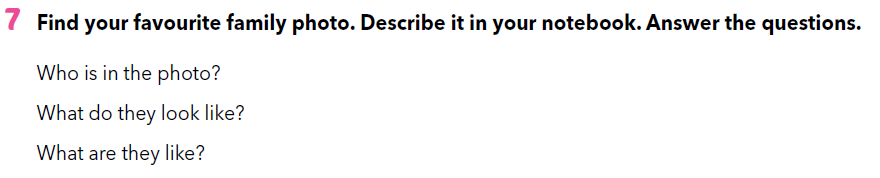 7 Find your favourite family photo. Describe it in your notebook. Answer the questions.
Who is in the photo?
What do they look like?
What are they like?